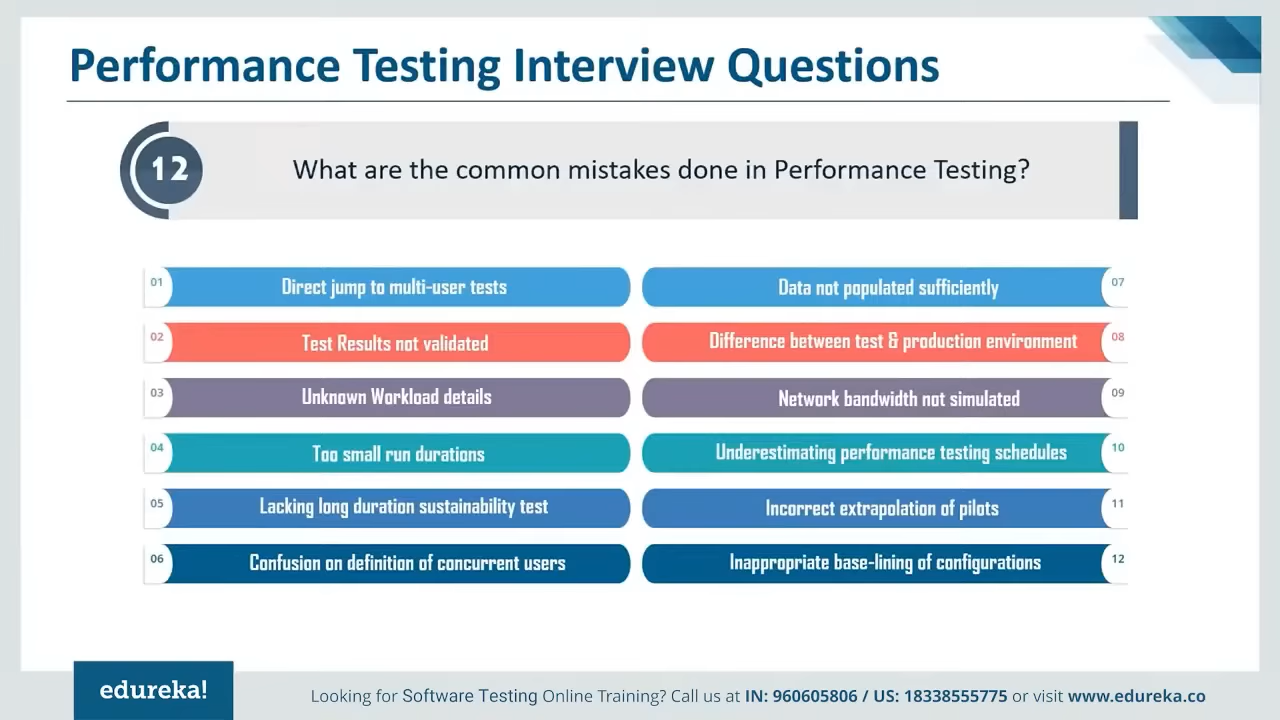 Performance Testing Interview Questions
12
What are the common mistakes done in Performance Testing?
01 Direct jump to multi-user tests
02 Test Results not validated
03 Unknown Workload details
04 Too small run durations
05 Lacking long duration sustainability test
06 Confusion on definition of concurrent users
Data not populated sufficiently 07
Difference between test & production environment 08
Network bandwidth not simulated 09
Underestimating performance testing schedules 10
Incorrect extrapolation of pilots 11
Inappropriate base-lining of configurations 12
edureka!
Looking for Software Testing Online Training? Call us at IN: 960605806 / US: 18338555775 or visit www.edureka.co